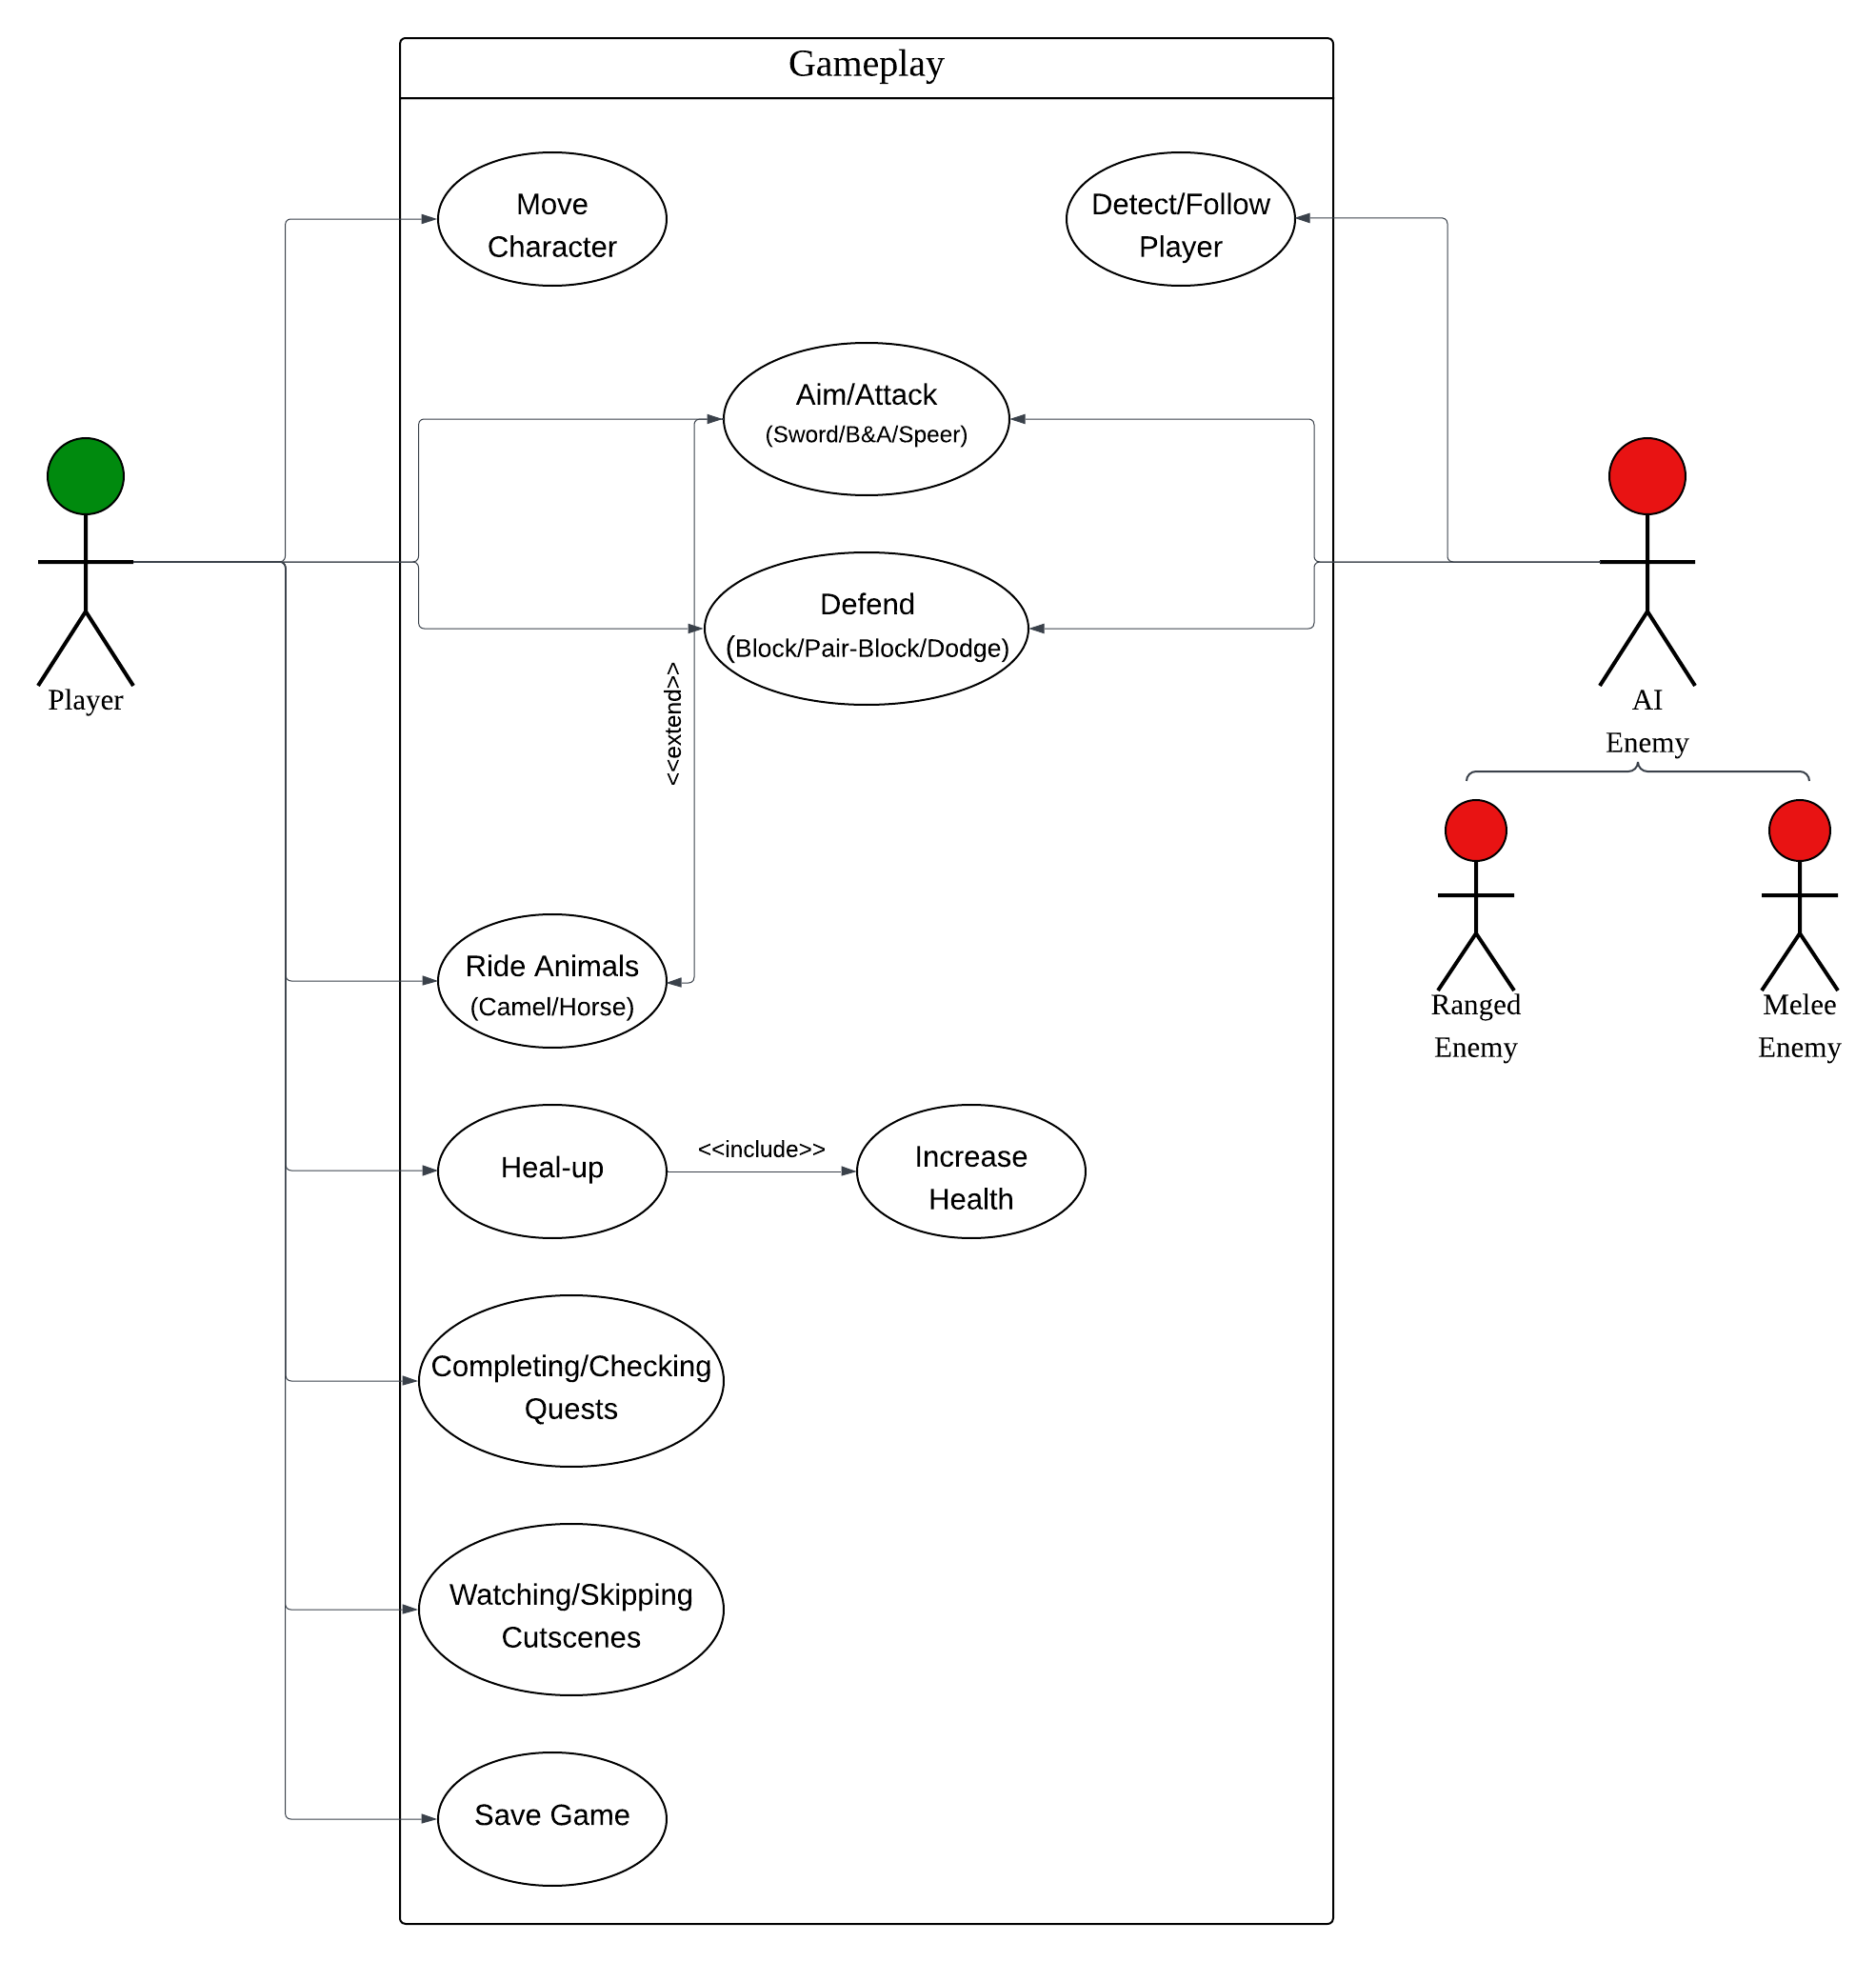 Gameplay
Move
Character
Detect/Follow
Player
Aim/Attack
(Sword/B&A/Speer)
Defend
(Block/Pair-Block/Dodge)
<<extend>>
Player
AI
Enemy
Ranged
Enemy
Melee
Enemy
Ride Animals
(Camel/Horse)
Heal-up
<<include>>
Increase
Health
Completing/Checking
Quests
Watching/Skipping
Cutscenes
Save Game